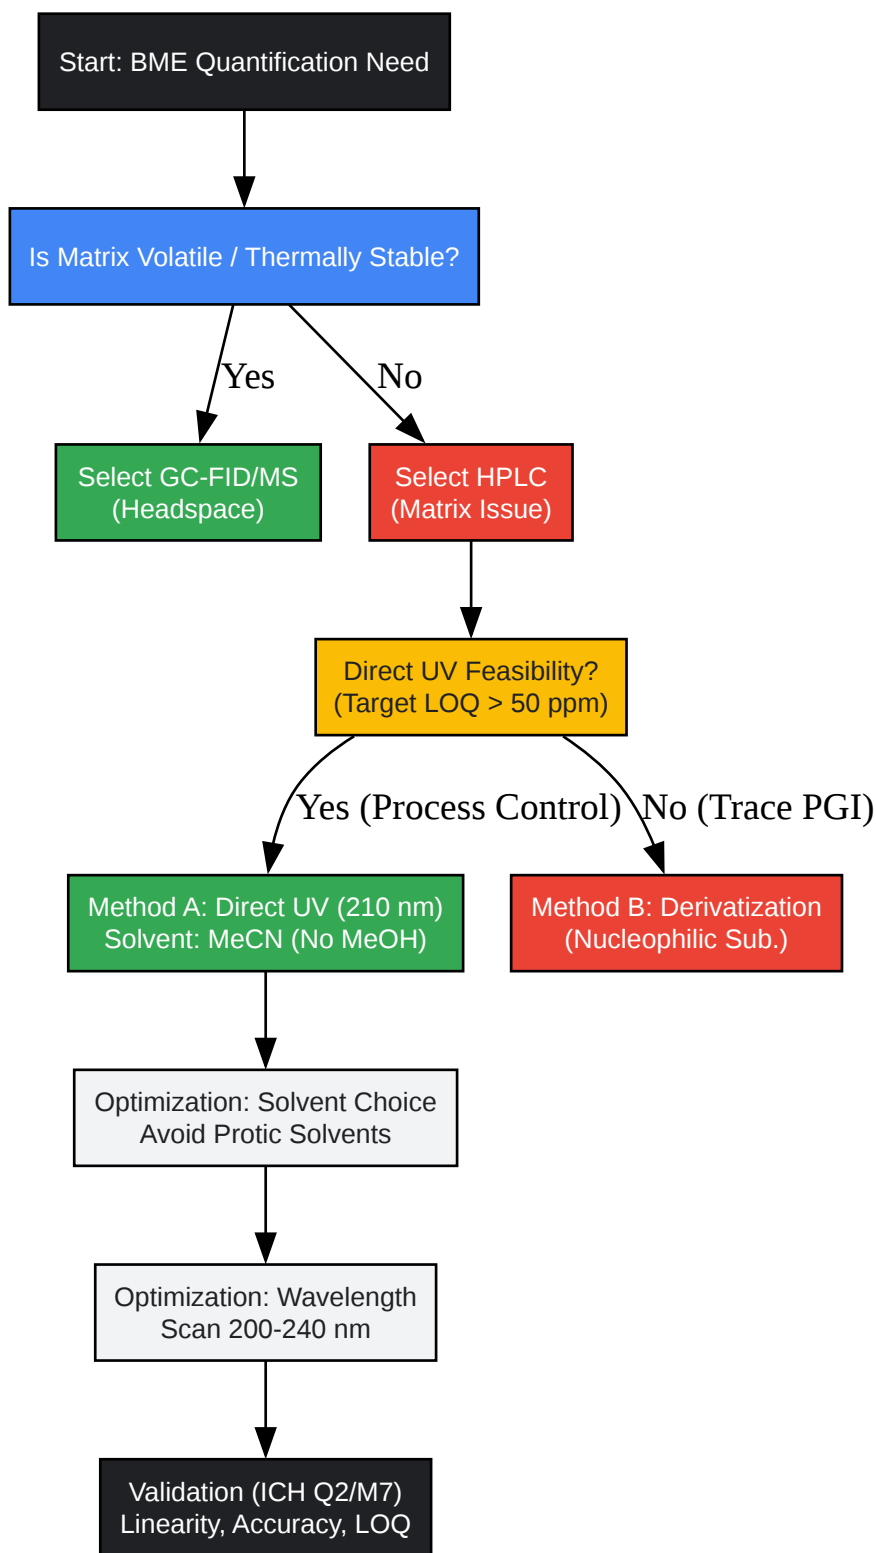 Start: BME Quantification Need
Is Matrix Volatile / Thermally Stable?
Yes
No
Select GC-FID/MS
(Headspace)
Select HPLC
(Matrix Issue)
Direct UV Feasibility?
(Target LOQ > 50 ppm)
Yes (Process Control)
No (Trace PGI)
Method A: Direct UV (210 nm)
Solvent: MeCN (No MeOH)
Method B: Derivatization
(Nucleophilic Sub.)
Optimization: Solvent Choice
Avoid Protic Solvents
Optimization: Wavelength
Scan 200-240 nm
Validation (ICH Q2/M7)
Linearity, Accuracy, LOQ